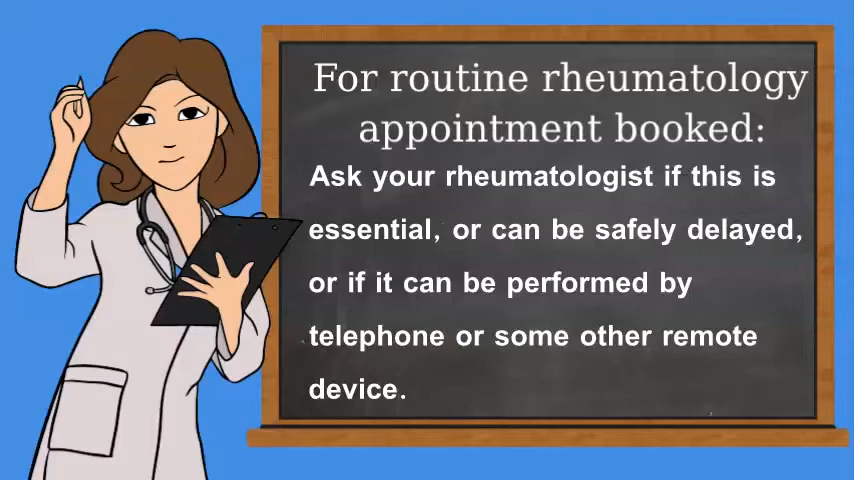 For routine rheumatology
appointment booked:
Ask your rheumatologist if this is
essential, or can be safely delayed,
or if it can be performed by
telephone or some other remote
device.